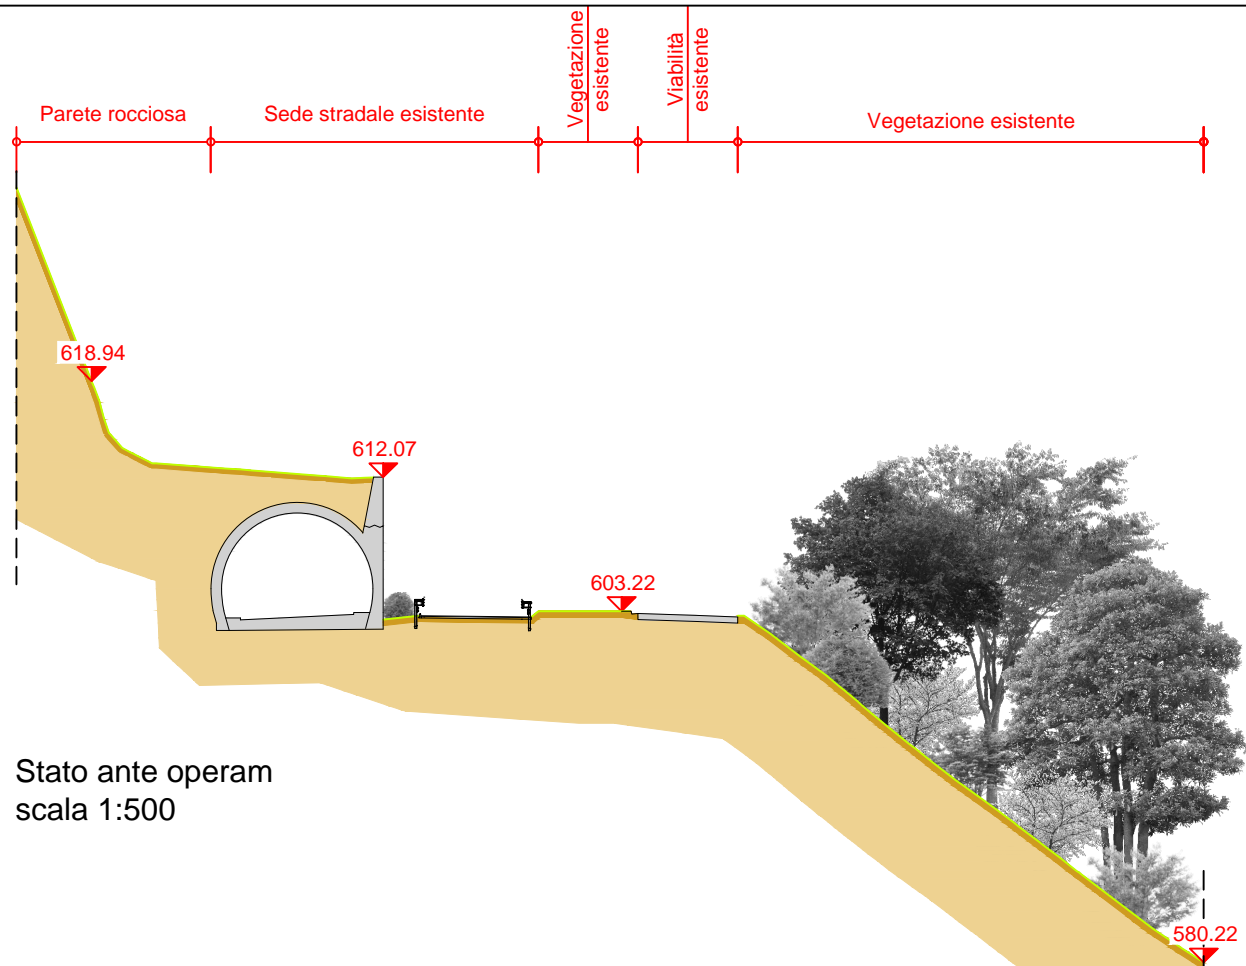 Vegetazione
esistente
Viabilità
esistente
Parete rocciosa
Sede stradale esistente
Vegetazione esistente
618.94
612.07
603.22
Stato ante operam
scala 1:500
580.22